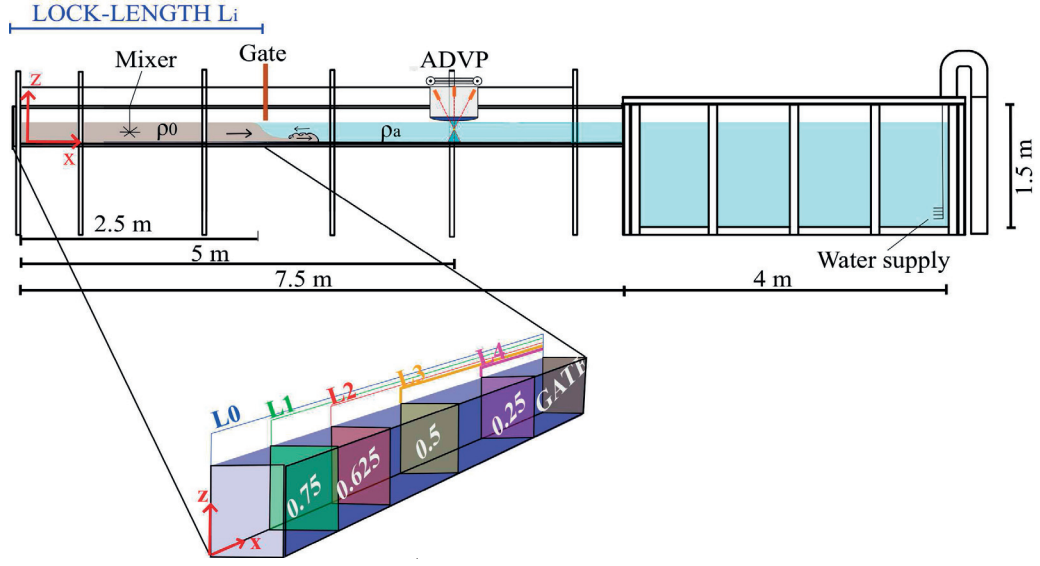 LOCK-LENGTH Li
Mixer
Gate
ADVP
z
ρ0
ρa
x
1.5 m
2.5 m
Water supply
5 m
7.5 m
4 m
L4
L3
L2
L1
L0
GATE
0.25
0.5
0.625
0.75
z
x